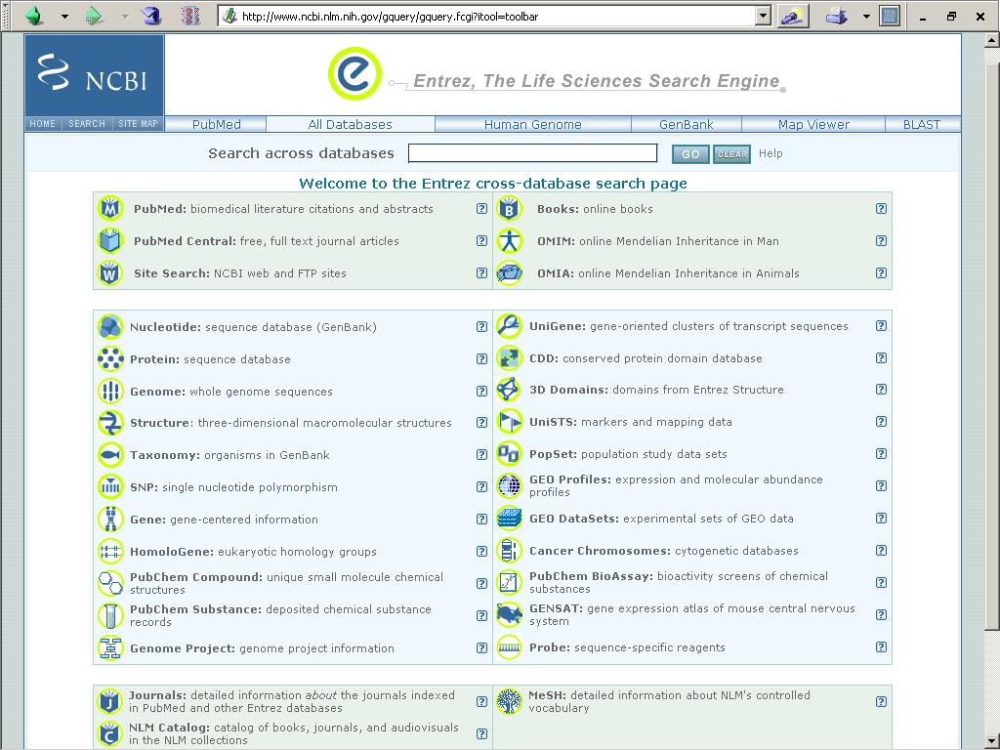 http://www.ncbi.nlm.nih.gov/gquery/gquery.fcgi?itool=toolbar
NCBI
e Entrez, The Life Sciences Search Engine
HOME SEARCH SITE MAP PubMed All Databases Human Genome GenBank Map Viewer BLAST
Search across databases GO CLEAR Help
Welcome to the Entrez cross-database search page
M PubMed: biomedical literature citations and abstracts ?
PubMed Central: free, full text journal articles ?
W Site Search: NCBI web and FTP sites ?
B Books: online books ?
OMIM: online Mendelian Inheritance in Man ?
OMIA: online Mendelian Inheritance in Animals ?
Nucleotide: sequence database (GenBank) ?
Protein: sequence database ?
Genome: whole genome sequences ?
Structure: three-dimensional macromolecular structures ?
Taxonomy: organisms in GenBank ?
SNP: single nucleotide polymorphism ?
Gene: gene-centered information ?
HomoloGene: eukaryotic homology groups ?
PubChem Compound: unique small molecule chemical
structures ?
PubChem Substance: deposited chemical substance
records ?
Genome Project: genome project information ?
UniGene: gene-oriented clusters of transcript sequences ?
CDD: conserved protein domain database ?
3D Domains: domains from Entrez Structure ?
UniSTS: markers and mapping data ?
PopSet: population study data sets ?
GEO Profiles: expression and molecular abundance
profiles ?
GEO DataSets: experimental sets of GEO data ?
Cancer Chromosomes: cytogenetic databases ?
PubChem BioAssay: bioactivity screens of chemical
substances ?
GENSAT: gene expression atlas of mouse central nervous
system ?
Probe: sequence-specific reagents ?
J Journals: detailed information about the journals indexed
in PubMed and other Entrez databases ?
C NLM Catalog: catalog of books, journals, and audiovisuals
in the NLM collections ?
MeSH: detailed information about NLM's controlled
vocabulary ?